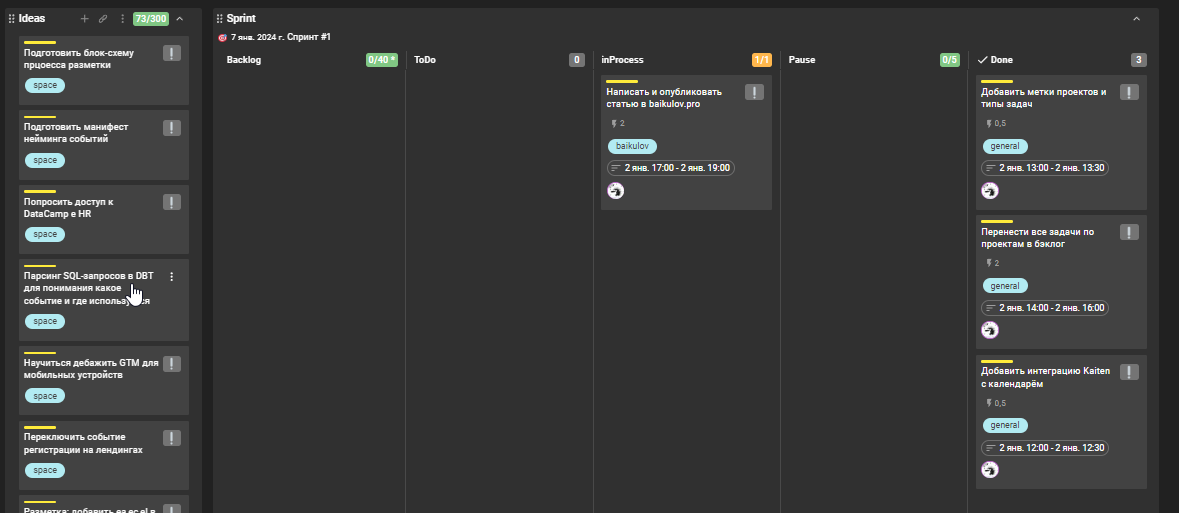 Ideas
73/300
Подготовить блок-схему
прцоесса разметки
space
Подготовить манифест
нейминга событий
space
Попросить доступ к
DataCamp е HR
space
Парсинг SQL-запросов в DBT
для понимания какое
событие и где используется
space
Научиться дебажить GTM для
мобильных устройств
space
Переключить событие
регистрации на лендингах
space
Разметка: добавить ea ec el в
Sprint
7 янв. 2024 г. Спринт #1
Backlog
0/40 *
ToDo
0
inProcess
1/1
Написать и опубликовать
статью в baikulov.pro
2
baikulov
2 янв. 17:00 - 2 янв. 19:00
Pause
0/5
Done
3
Добавить метки проектов и
типы задач
0,5
general
2 янв. 13:00 - 2 янв. 13:30
Перенести все задачи по
проектам в бэклог
2
general
2 янв. 14:00 - 2 янв. 16:00
Добавить интеграцию Kaiten
с календарём
0,5
general
2 янв. 12:00 - 2 янв. 12:30